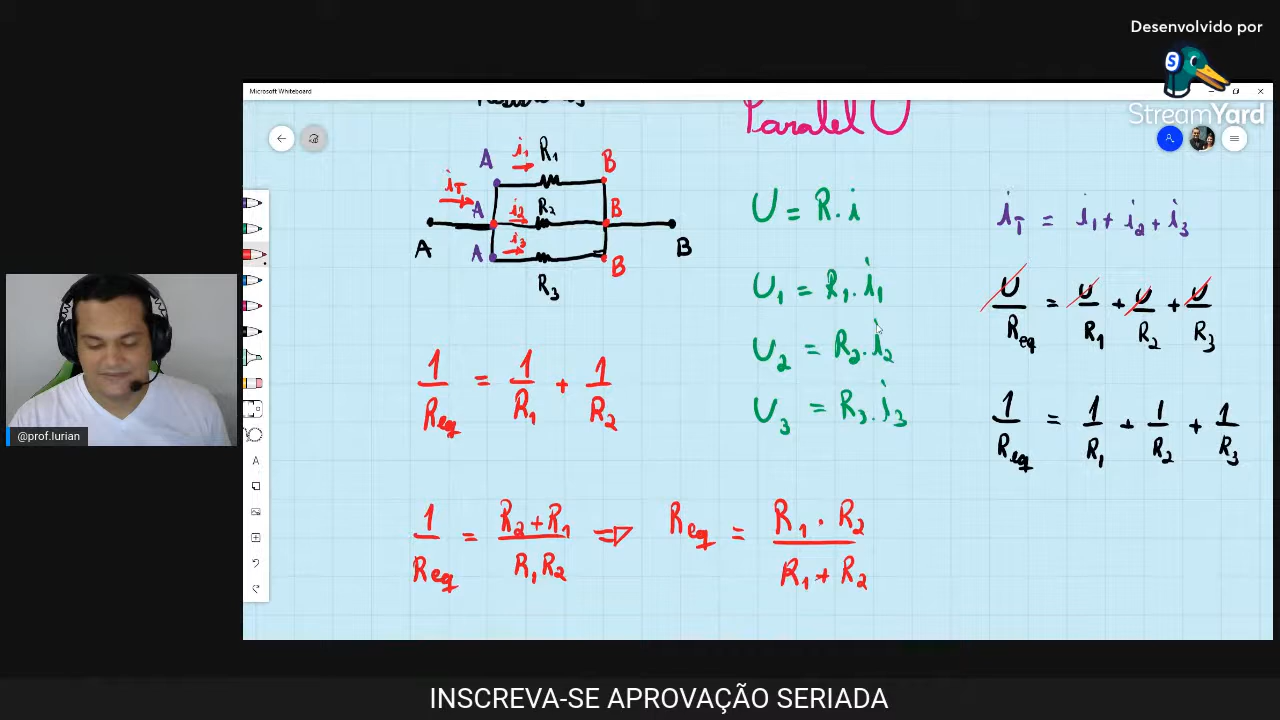 Desenvolvido por
S
StreamYard
Microsoft Whiteboard
Paralelo
A i₁ R₁ B
iT A i₂ R₂ B
A A i₃ B B
R₃
U = R.i
U₁ = R₁.i₁
U₂ = R₂.i₂
U₃ = R₃.i₃
iT = i₁ + i₂ + i₃
U/Req = U/R₁ + U/R₂ + U/R₃
1/Req = 1/R₁ + 1/R₂ + 1/R₃
1/Req = 1/R₁ + 1/R₂
1/Req = R₂+R₁/R₁R₂ ⇒ Req = R₁ . R₂/R₁+R₂
@prof.lurian
A
INSCREVA-SE APROVAÇÃO SERIADA